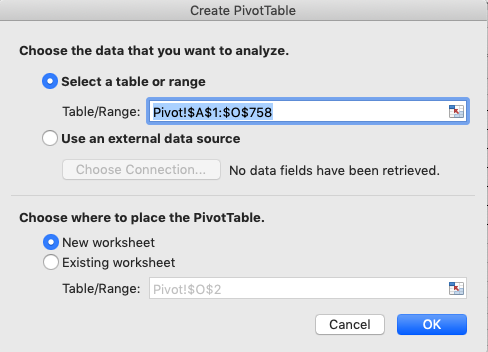 Create PivotTable
Choose the data that you want to analyze.
Select a table or range
Table/Range: Pivot!$A$1:$O$758
Use an external data source
Choose Connection... No data fields have been retrieved.
Choose where to place the PivotTable.
New worksheet
Existing worksheet
Table/Range: Pivot!$O$2
Cancel OK